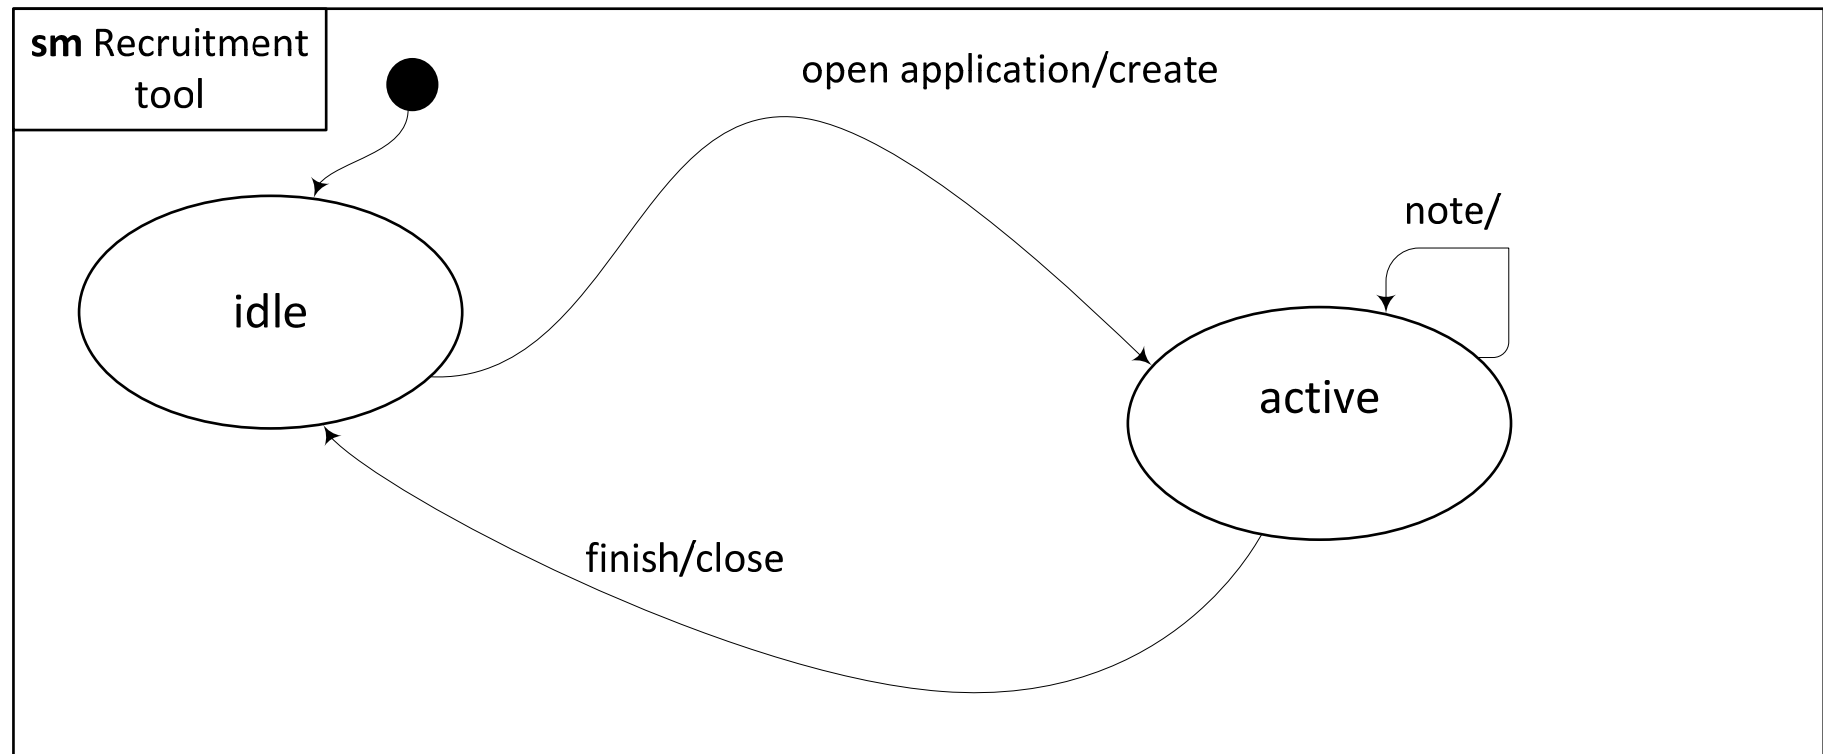 sm Recruitment
tool
open application/create
note/
idle
active
finish/close